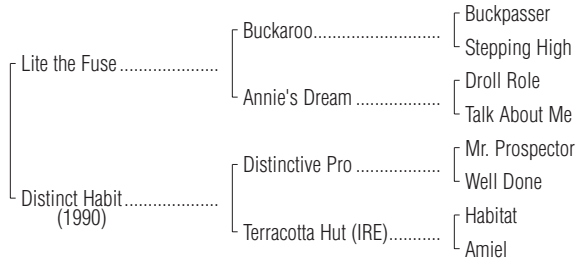 Buckpasser
Buckaroo..............................
Stepping High
Lite the Fuse .....................
Droll Role
Annie's Dream ..................
Talk About Me
Mr. Prospector
Distinctive Pro ..................
Well Done
Distinct Habit....................
(1990)
Habitat
Terracotta Hut (IRE)...........
Amiel